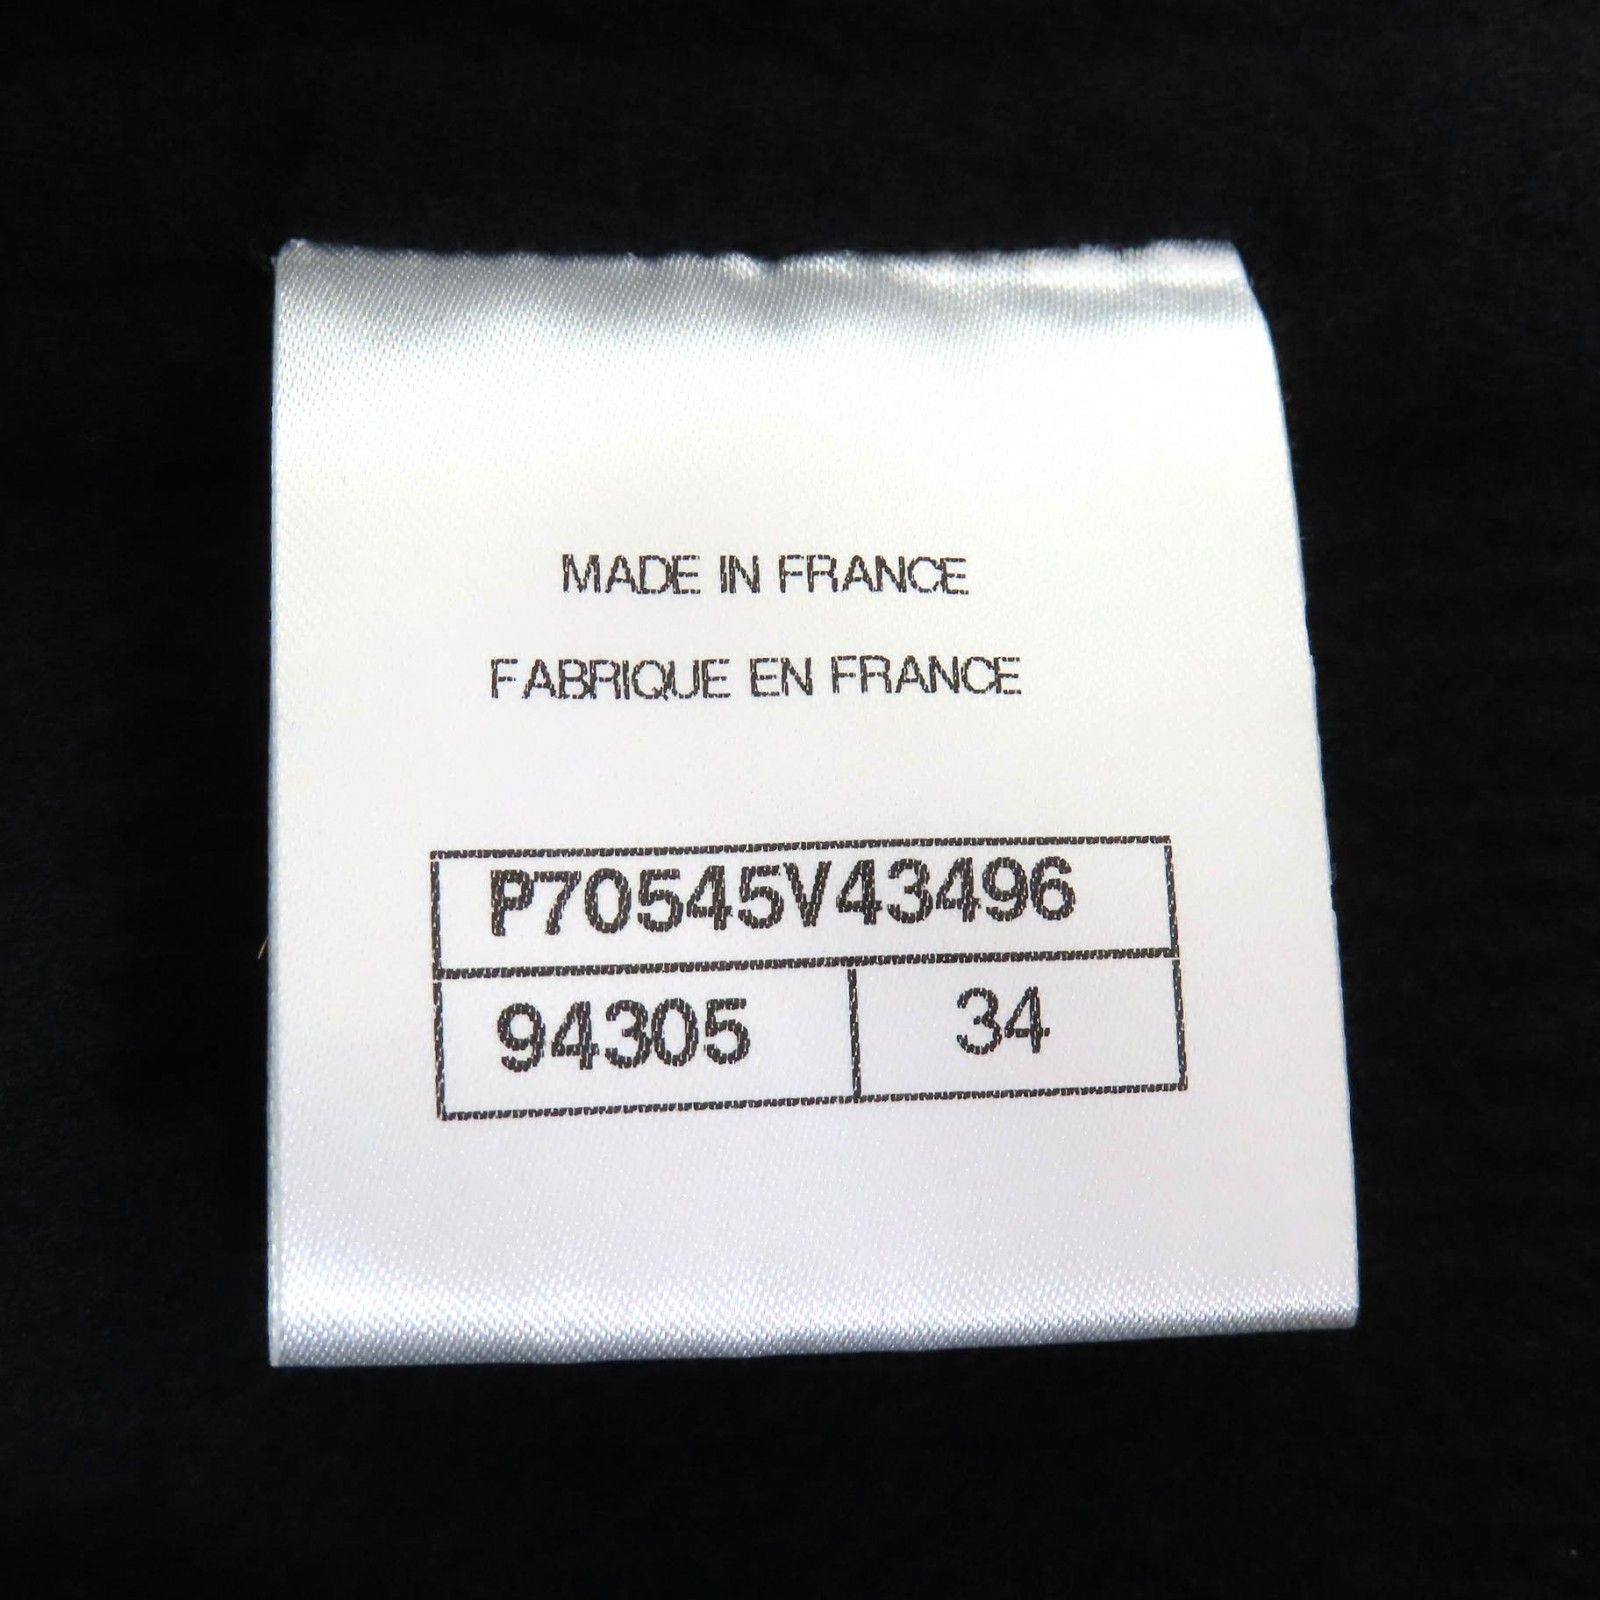 MADE IN FRANCE
FABRIQUE EN FRANCE
P70545V43496
94305 34